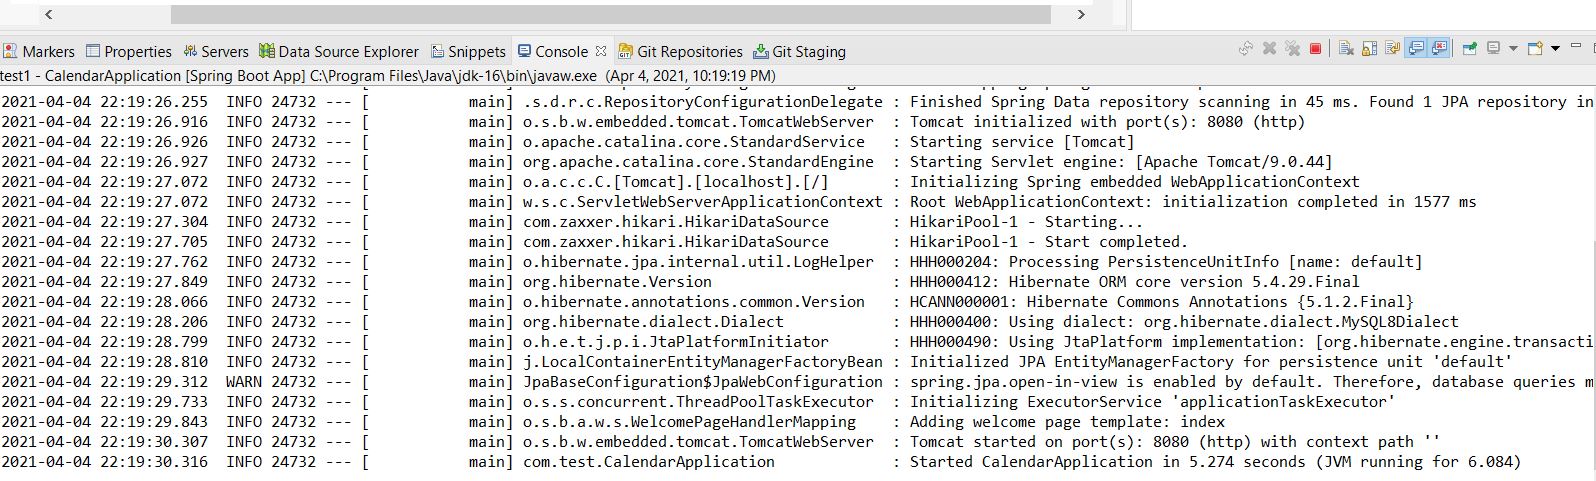 Markers Properties Servers Data Source Explorer Snippets Console Git Repositories Git Staging
test1 - CalendarApplication [Spring Boot App] C:\Program Files\Java\jdk-16\bin\javaw.exe (Apr 4, 2021, 10:19:19 PM)
2021-04-04 22:19:26.255  INFO 24732 --- [           main] .s.d.r.c.RepositoryConfigurationDelegate : Finished Spring Data repository scanning in 45 ms. Found 1 JPA repository in
2021-04-04 22:19:26.916  INFO 24732 --- [           main] o.s.b.w.embedded.tomcat.TomcatWebServer  : Tomcat initialized with port(s): 8080 (http)
2021-04-04 22:19:26.926  INFO 24732 --- [           main] o.apache.catalina.core.StandardService   : Starting service [Tomcat]
2021-04-04 22:19:26.927  INFO 24732 --- [           main] org.apache.catalina.core.StandardEngine  : Starting Servlet engine: [Apache Tomcat/9.0.44]
2021-04-04 22:19:27.072  INFO 24732 --- [           main] o.a.c.c.C.[Tomcat].[localhost].[/]       : Initializing Spring embedded WebApplicationContext
2021-04-04 22:19:27.072  INFO 24732 --- [           main] w.s.c.ServletWebServerApplicationContext : Root WebApplicationContext: initialization completed in 1577 ms
2021-04-04 22:19:27.304  INFO 24732 --- [           main] com.zaxxer.hikari.HikariDataSource       : HikariPool-1 - Starting...
2021-04-04 22:19:27.705  INFO 24732 --- [           main] com.zaxxer.hikari.HikariDataSource       : HikariPool-1 - Start completed.
2021-04-04 22:19:27.762  INFO 24732 --- [           main] o.hibernate.jpa.internal.util.LogHelper  : HHH000204: Processing PersistenceUnitInfo [name: default]
2021-04-04 22:19:27.849  INFO 24732 --- [           main] org.hibernate.Version                    : HHH000412: Hibernate ORM core version 5.4.29.Final
2021-04-04 22:19:28.066  INFO 24732 --- [           main] o.hibernate.annotations.common.Version   : HCANN000001: Hibernate Commons Annotations {5.1.2.Final}
2021-04-04 22:19:28.206  INFO 24732 --- [           main] org.hibernate.dialect.Dialect            : HHH000400: Using dialect: org.hibernate.dialect.MySQL8Dialect
2021-04-04 22:19:28.799  INFO 24732 --- [           main] o.h.e.t.j.p.i.JtaPlatformInitiator       : HHH000490: Using JtaPlatform implementation: [org.hibernate.engine.transacti
2021-04-04 22:19:28.810  INFO 24732 --- [           main] j.LocalContainerEntityManagerFactoryBean : Initialized JPA EntityManagerFactory for persistence unit 'default'
2021-04-04 22:19:29.312  WARN 24732 --- [           main] JpaBaseConfiguration$JpaWebConfiguration : spring.jpa.open-in-view is enabled by default. Therefore, database queries m
2021-04-04 22:19:29.733  INFO 24732 --- [           main] o.s.s.concurrent.ThreadPoolTaskExecutor  : Initializing ExecutorService 'applicationTaskExecutor'
2021-04-04 22:19:29.843  INFO 24732 --- [           main] o.s.b.a.w.s.WelcomePageHandlerMapping    : Adding welcome page template: index
2021-04-04 22:19:30.307  INFO 24732 --- [           main] o.s.b.w.embedded.tomcat.TomcatWebServer  : Tomcat started on port(s): 8080 (http) with context path ''
2021-04-04 22:19:30.316  INFO 24732 --- [           main] com.test.CalendarApplication             : Started CalendarApplication in 5.274 seconds (JVM running for 6.084)